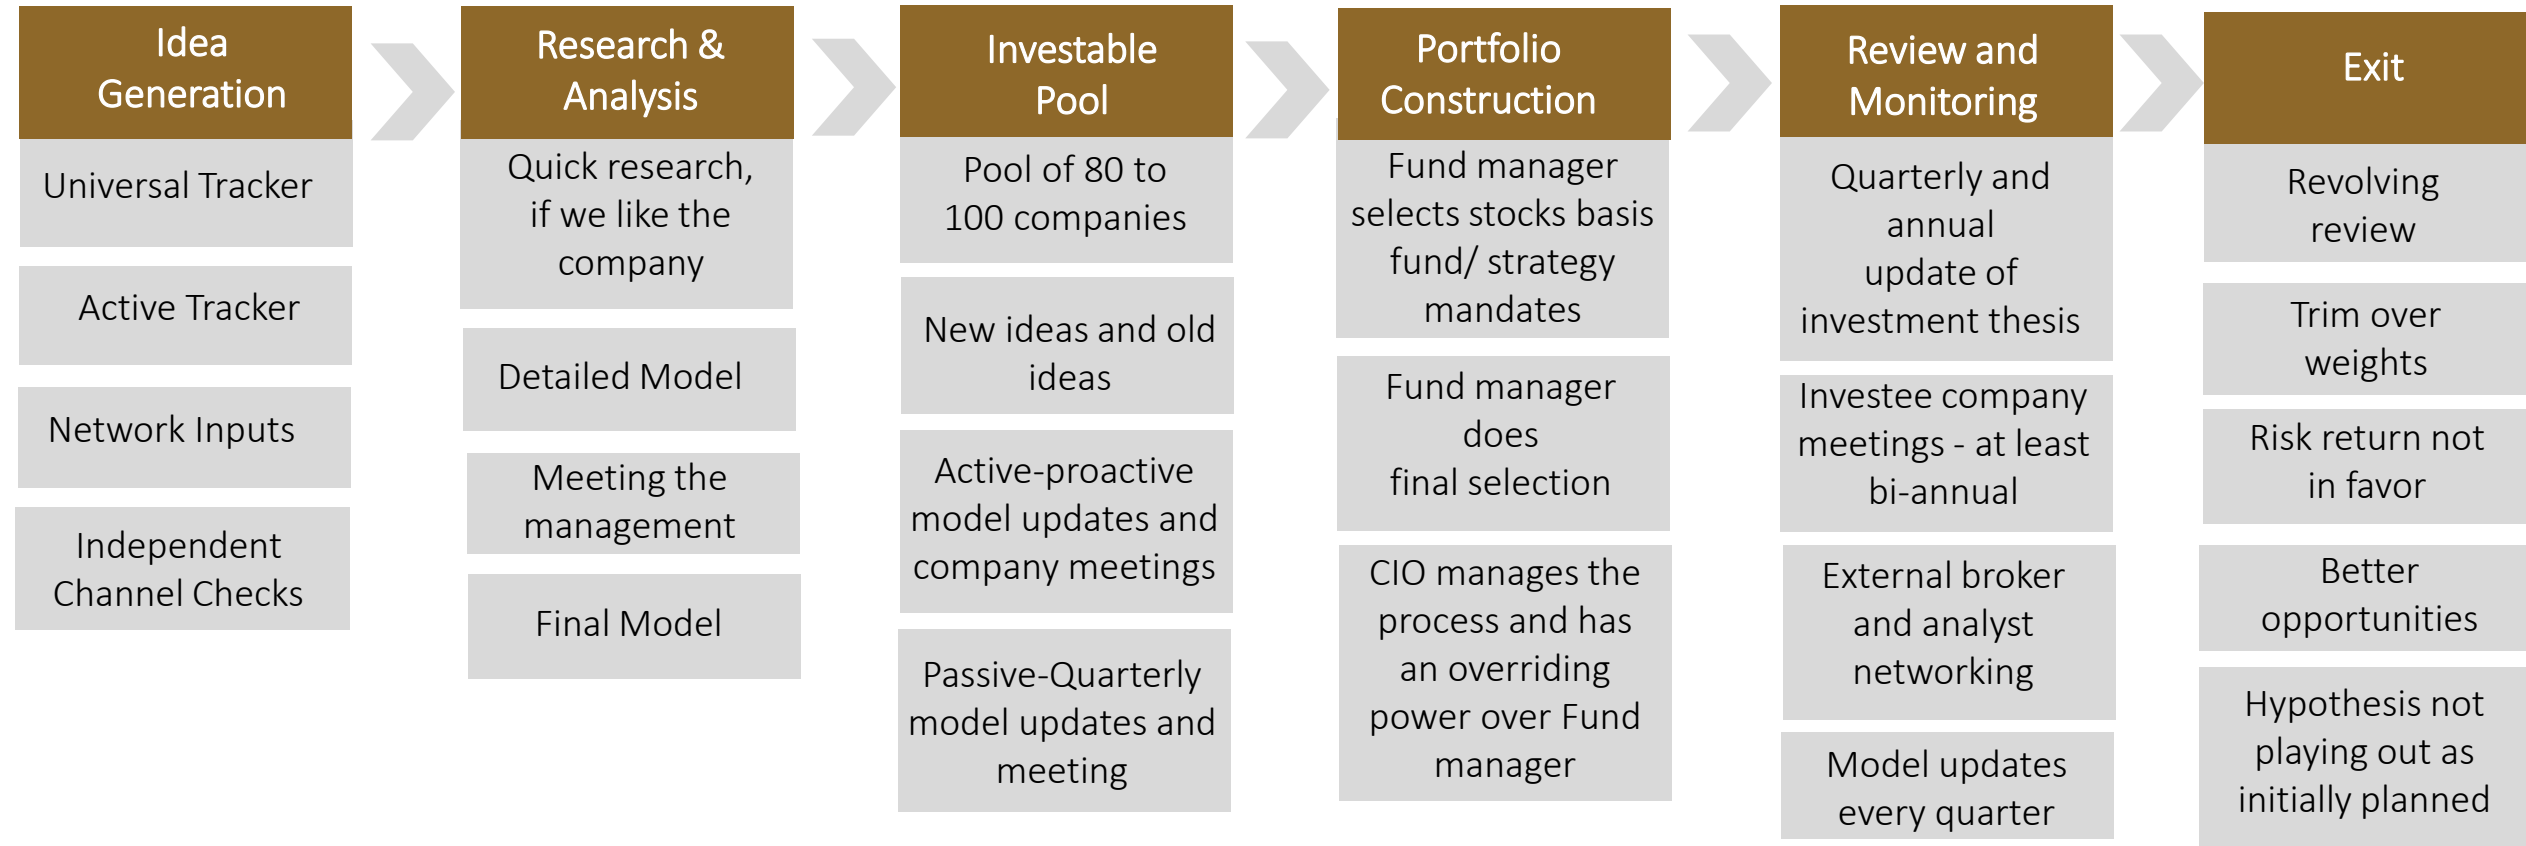 Idea
Generation
Universal Tracker
Active Tracker
Network Inputs
Independent
Channel Checks
Research &
Analysis
Quick research,
if we like the
company
Detailed Model
Meeting the
management
Final Model
Investable
Pool
Pool of 80 to
100 companies
New ideas and old
ideas
Active-proactive
model updates and
company meetings
Passive-Quarterly
model updates and
meeting
Portfolio
Construction
Fund manager
selects stocks basis
fund/ strategy
mandates
Fund manager
does
final selection
CIO manages the
process and has
an overriding
power over Fund
manager
Review and
Monitoring
Quarterly and
annual
update of
investment thesis
Investee company
meetings - at least
bi-annual
External broker
and analyst
networking
Model updates
every quarter
Exit
Revolving
review
Trim over
weights
Risk return not
in favor
Better
opportunities
Hypothesis not
playing out as
initially planned